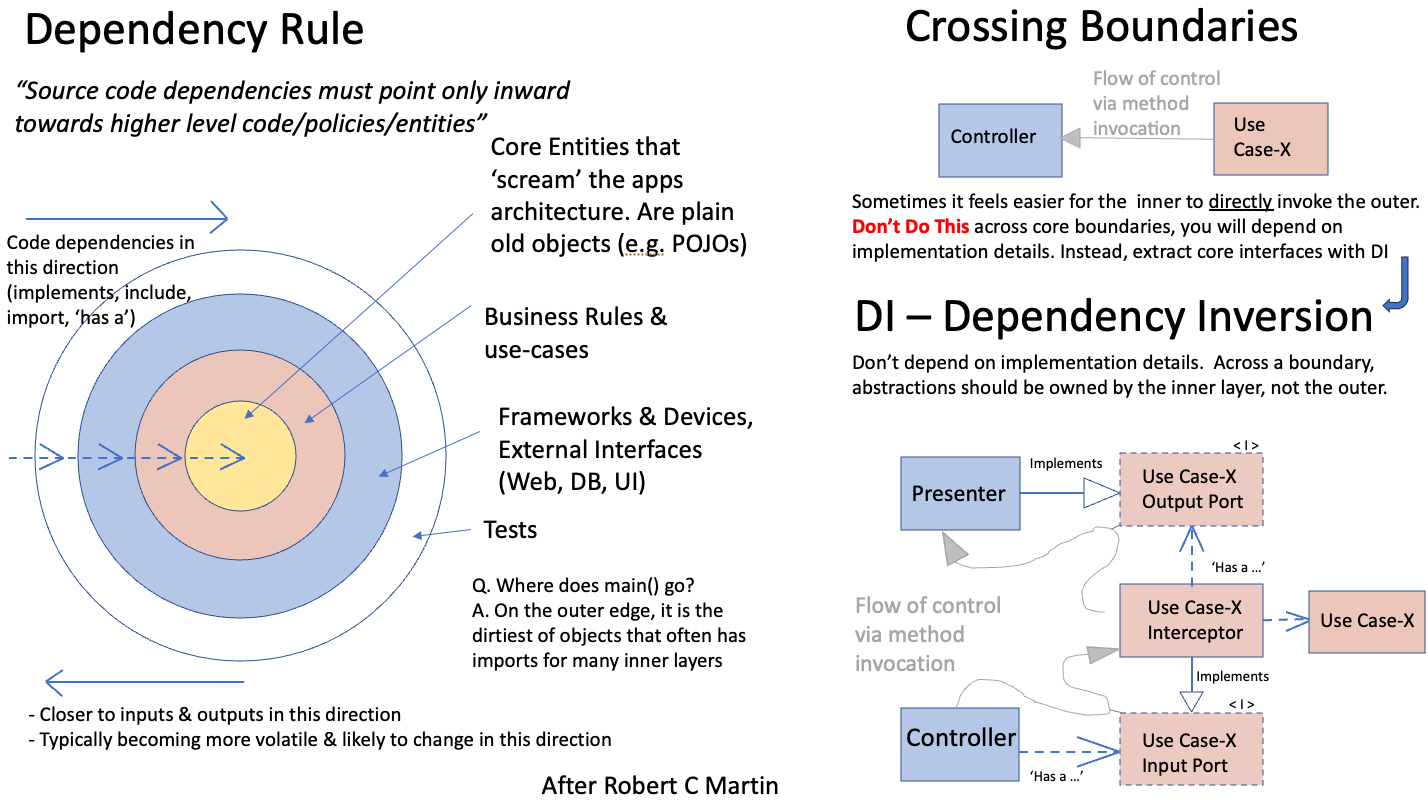 Dependency Rule
“Source code dependencies must point only inward
towards higher level code/policies/entities”
Core Entities that
‘scream’ the apps
architecture. Are plain
old objects (e.g. POJOs)
Code dependencies in
this direction
(implements, include,
import, ‘has a’)
Business Rules &
use-cases
Frameworks & Devices,
External Interfaces
(Web, DB, UI)
Tests
Q. Where does main() go?
A. On the outer edge, it is the
dirtiest of objects that often has
imports for many inner layers
- Closer to inputs & outputs in this direction
- Typically becoming more volatile & likely to change in this direction
After Robert C Martin
Crossing Boundaries
Flow of control
via method
invocation
Controller
Use
Case-X
Sometimes it feels easier for the inner to directly invoke the outer.
Don’t Do This across core boundaries, you will depend on
implementation details. Instead, extract core interfaces with DI
DI – Dependency Inversion
Don’t depend on implementation details. Across a boundary,
abstractions should be owned by the inner layer, not the outer.
< I >
Implements
Presenter
Use Case-X
Output Port
‘Has a ...’
Flow of control
via method
invocation
Use Case-X
Interceptor
Use Case-X
Implements
< I >
Controller
Use Case-X
Input Port
‘Has a ...’